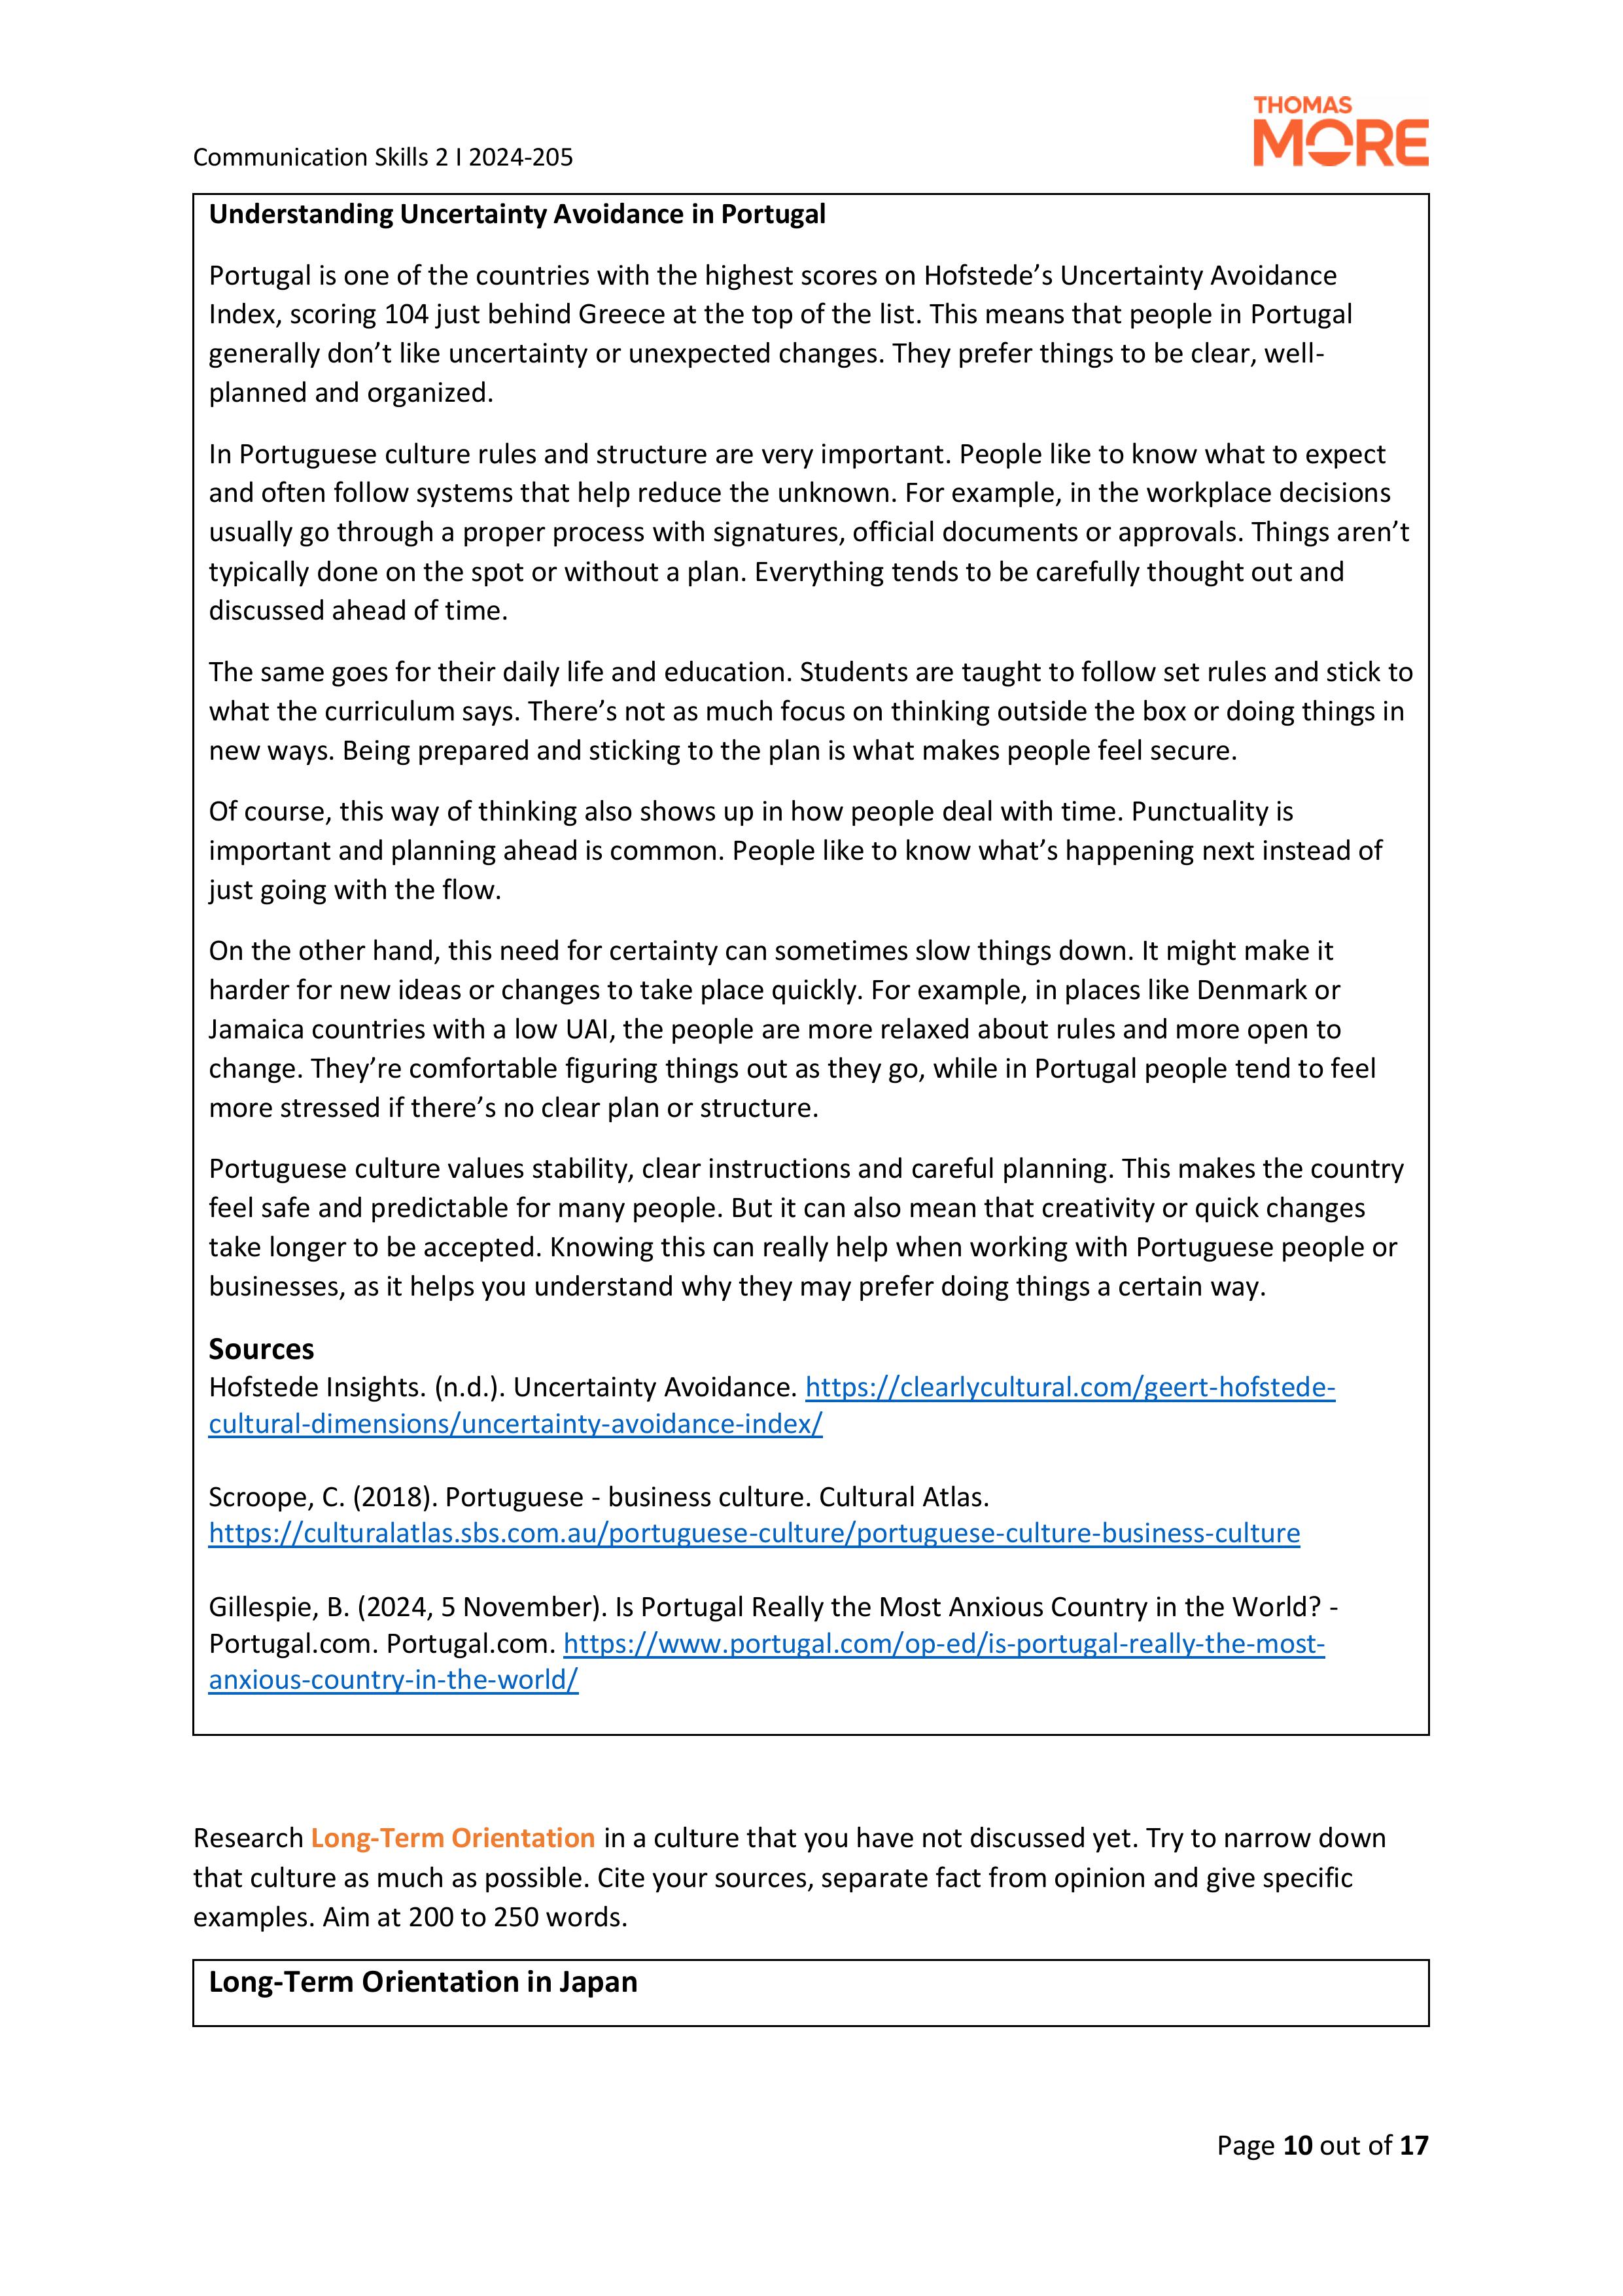 THOMAS
MORE
Communication Skills 2 I 2024-205
Understanding Uncertainty Avoidance in Portugal
Portugal is one of the countries with the highest scores on Hofstede’s Uncertainty Avoidance
Index, scoring 104 just behind Greece at the top of the list. This means that people in Portugal
generally don’t like uncertainty or unexpected changes. They prefer things to be clear, well-
planned and organized.
In Portuguese culture rules and structure are very important. People like to know what to expect
and often follow systems that help reduce the unknown. For example, in the workplace decisions
usually go through a proper process with signatures, official documents or approvals. Things aren’t
typically done on the spot or without a plan. Everything tends to be carefully thought out and
discussed ahead of time.
The same goes for their daily life and education. Students are taught to follow set rules and stick to
what the curriculum says. There’s not as much focus on thinking outside the box or doing things in
new ways. Being prepared and sticking to the plan is what makes people feel secure.
Of course, this way of thinking also shows up in how people deal with time. Punctuality is
important and planning ahead is common. People like to know what’s happening next instead of
just going with the flow.
On the other hand, this need for certainty can sometimes slow things down. It might make it
harder for new ideas or changes to take place quickly. For example, in places like Denmark or
Jamaica countries with a low UAI, the people are more relaxed about rules and more open to
change. They’re comfortable figuring things out as they go, while in Portugal people tend to feel
more stressed if there’s no clear plan or structure.
Portuguese culture values stability, clear instructions and careful planning. This makes the country
feel safe and predictable for many people. But it can also mean that creativity or quick changes
take longer to be accepted. Knowing this can really help when working with Portuguese people or
businesses, as it helps you understand why they may prefer doing things a certain way.
Sources
Hofstede Insights. (n.d.). Uncertainty Avoidance. https://clearlycultural.com/geert-hofstede-
cultural-dimensions/uncertainty-avoidance-index/
Scroope, C. (2018). Portuguese - business culture. Cultural Atlas.
https://culturalatlas.sbs.com.au/portuguese-culture/portuguese-culture-business-culture
Gillespie, B. (2024, 5 November). Is Portugal Really the Most Anxious Country in the World? -
Portugal.com. Portugal.com. https://www.portugal.com/op-ed/is-portugal-really-the-most-
anxious-country-in-the-world/
Research Long-Term Orientation in a culture that you have not discussed yet. Try to narrow down
that culture as much as possible. Cite your sources, separate fact from opinion and give specific
examples. Aim at 200 to 250 words.
Long-Term Orientation in Japan
Page 10 out of 17